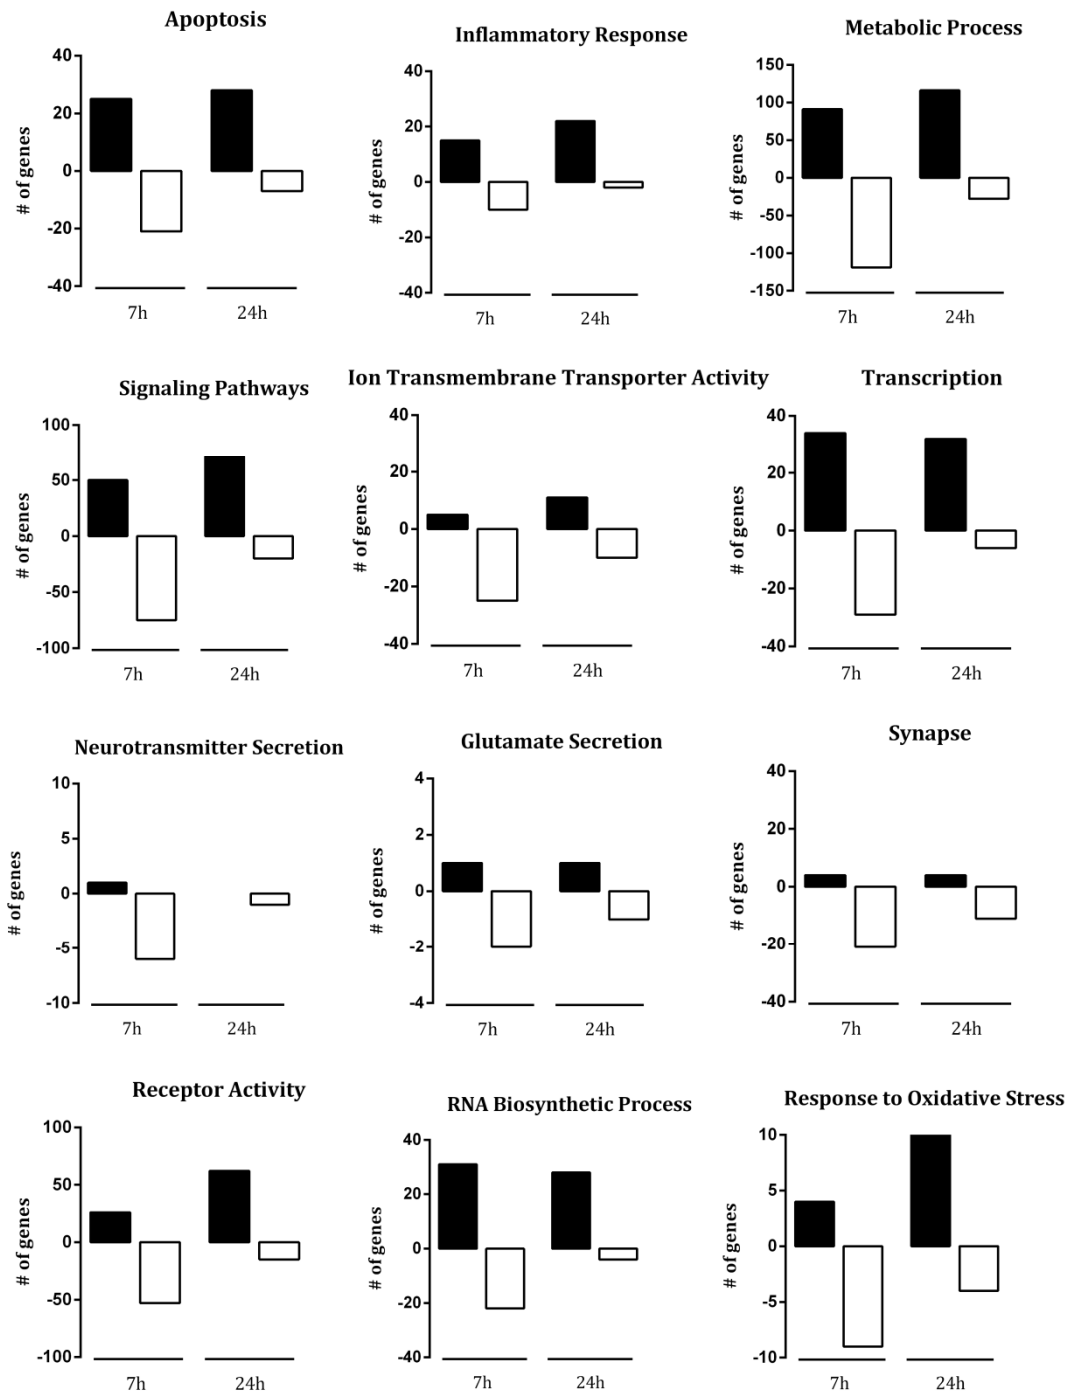 Apoptosis
40
20
0
-20
-40
# of genes
7h
24h
Inflammatory Response
40
20
0
-20
-40
# of genes
7h
24h
Metabolic Process
150
100
50
0
-50
-100
-150
# of genes
7h
24h
Signaling Pathways
100
50
0
-50
-100
# of genes
7h
24h
Ion Transmembrane Transporter Activity
40
20
0
-20
-40
# of genes
7h
24h
Transcription
40
20
0
-20
-40
# of genes
7h
24h
Neurotransmitter Secretion
10
5
0
-5
-10
# of genes
7h
24h
Glutamate Secretion
4
2
0
-2
-4
# of genes
7h
24h
Synapse
40
20
0
-20
-40
# of genes
7h
24h
Receptor Activity
100
50
0
-50
-100
# of genes
7h
24h
RNA Biosynthetic Process
40
20
0
-20
-40
# of genes
7h
24h
Response to Oxidative Stress
10
5
0
-5
-10
# of genes
7h
24h